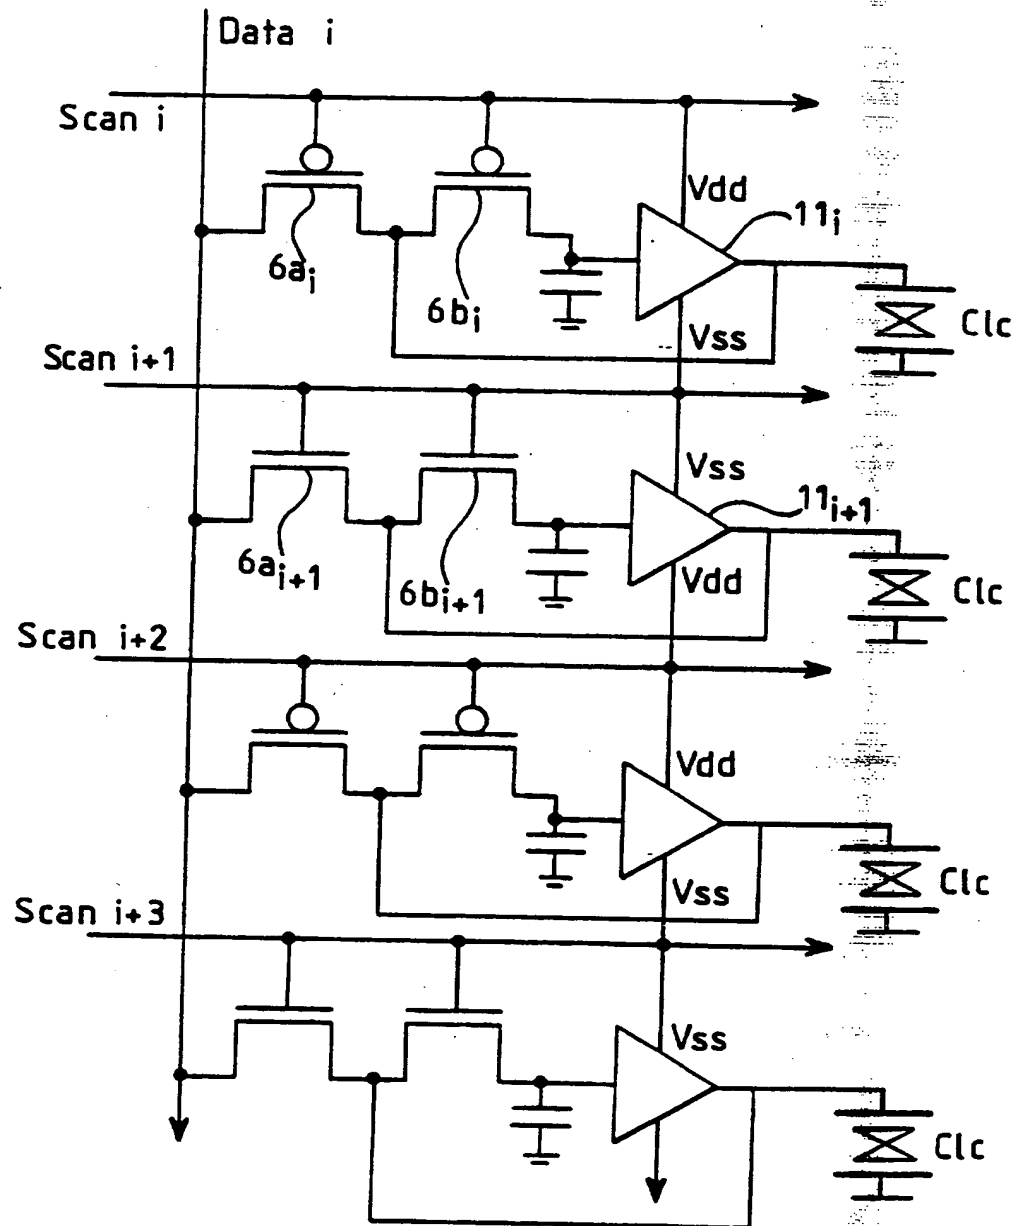 Data i
Scan i
Vdd
11i
6ai
6bi
Clc
Vss
Scan i+1
Vss
11i+1
6ai+1
6bi+1
Vdd
Clc
Scan i+2
Vdd
Clc
Vss
Scan i+3
Vss
Clc